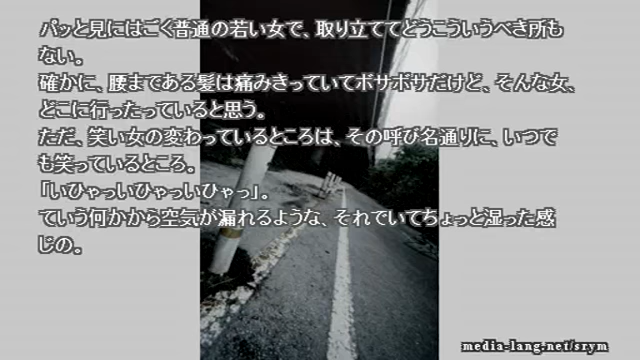 パッと見にはごく普通の若い女で、取り立ててどうこういうべき所も
ない。
確かに、腰まである髪は痛みきっていてボサボサだけど、そんな女、
どこに行ったっていると思う。
ただ、笑い女の変わっているところは、その呼び名通りに、いつで
も笑っているところ。
「いひゃっいひゃっいひゃっ」。
ていう何かから空気が漏れるような、それでいてちょっと湿った感
じの。
media-lang.net/srym